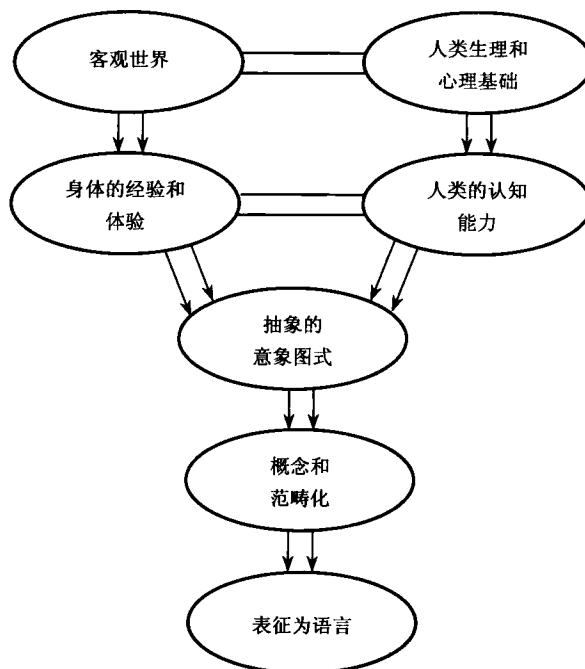 客观世界
人类生理和
心理基础
身体的经验和
体验
人类的认知
能力
抽象的
意象图式
概念和
范畴化
表征为语言